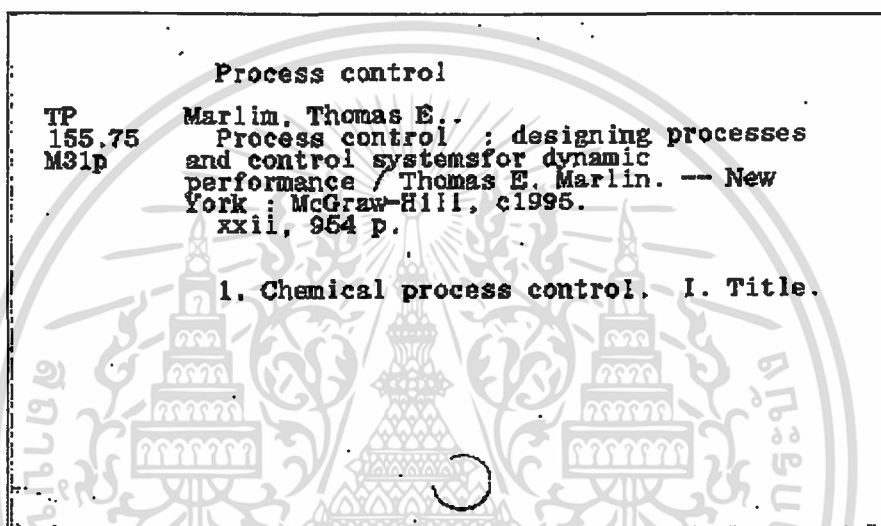 Process control
TP Marlim, Thomas E..
155.75 Process control : designing processes
M31p and control systemsfor dynamic
performance / Thomas E. Marlin. -- New
York : McGraw-Hill, c1995.
xxii, 954 p.
1. Chemical process control. I. Title.